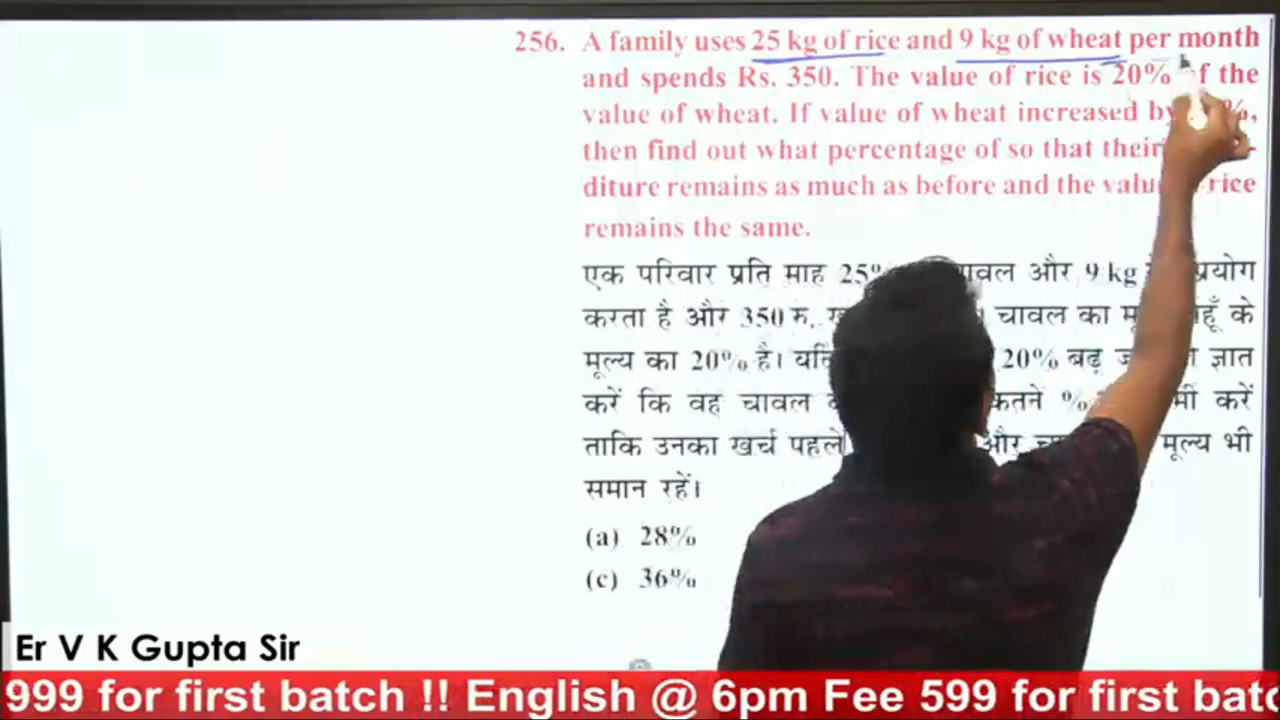 256. A family uses 25 kg of rice and 9 kg of wheat per month
and spends Rs. 350. The value of rice is 20% of the
value of wheat. If value of wheat increased by %,
then find out what percentage of so that their
diture remains as much as before and the rice
remains the same.
एक परिवार प्रति माह 25 और 9 kg प्रयोग
करता है और 350 रु. चावल का के
मूल्य का 20% है। 20% बढ़ ज्ञात
करें कि वह चावल कितने % करें
ताकि उनका खर्च पहले और मूल्य भी
समान रहें।
(a) 28%
(c) 36%
Er V K Gupta Sir
999 for first batch !! English @ 6pm Fee 599 for first